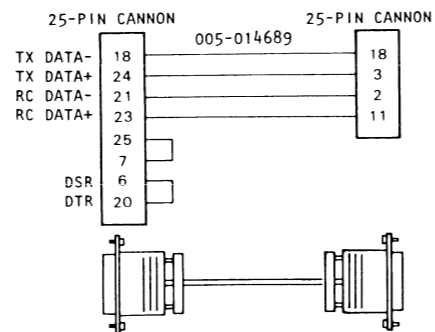 25-PIN CANNON 25-PIN CANNON
005-014689
TX DATA- 18 18
TX DATA+ 24 3
RC DATA- 21 2
RC DATA+ 23 11
25
7
DSR 6
DTR 20